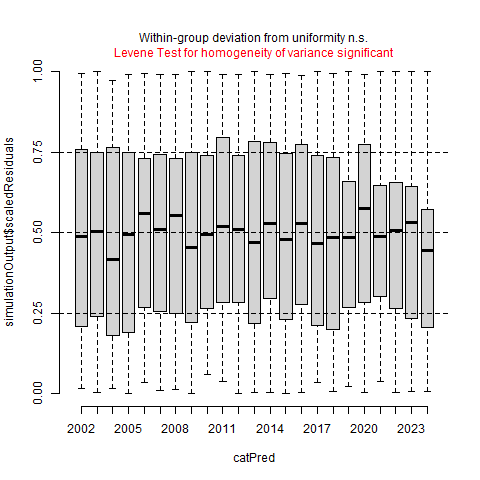 Within-group deviation from uniformity n.s.
Levene Test for homogeneity of variance significant
simulationOutput$scaledResiduals
1.00
0.75
0.50
0.25
0.00
2002 2005 2008 2011 2014 2017 2020 2023
catPred